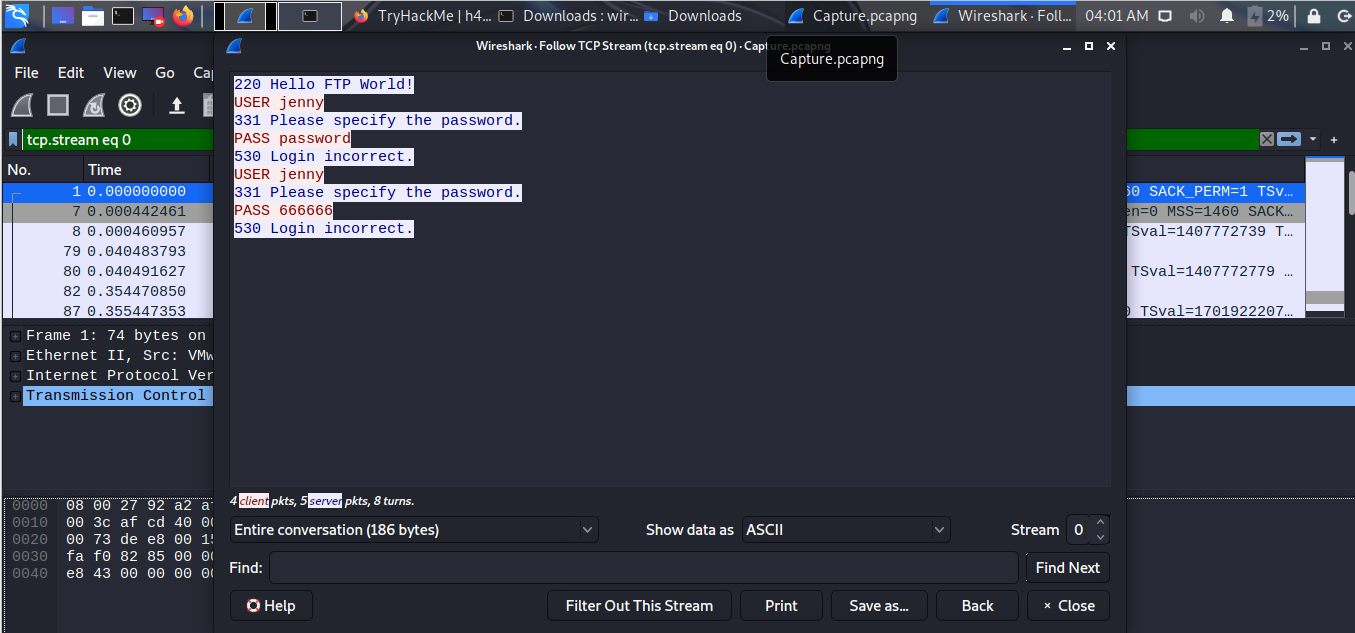 TryHackMe | h4... Downloads : wir... Downloads Capture.pcapng Wireshark · Foll... 04:01 AM 2%
Wireshark · Follow TCP Stream (tcp.stream eq 0) · Capture.pcapng
Capture.pcapng
File Edit View Go Ca
tcp.stream eq 0
No. Time
1 0.000000000
60 SACK_PERM=1 TSv...
7 0.000442461
en=0 MSS=1460 SACK...
8 0.000460957
TSval=1407772739 T...
79 0.040483793
80 0.040491627
TSval=1407772779 ...
82 0.354470850
87 0.355447353
0 TSval=1701922207...
Frame 1: 74 bytes on
Ethernet II, Src: VMw
Internet Protocol Ver
Transmission Control
0000 08 00 27 92 a2 a
0010 00 3c af cd 40 00
0020 00 73 de e8 00 15
0030 fa f0 82 85 00 00
0040 e8 43 00 00 00 00
220 Hello FTP World!
USER jenny
331 Please specify the password.
PASS password
530 Login incorrect.
USER jenny
331 Please specify the password.
PASS 666666
530 Login incorrect.
4 client pkts, 5 server pkts, 8 turns.
Entire conversation (186 bytes) Show data as ASCII Stream 0
Find: Find Next
Help Filter Out This Stream Print Save as... Back × Close